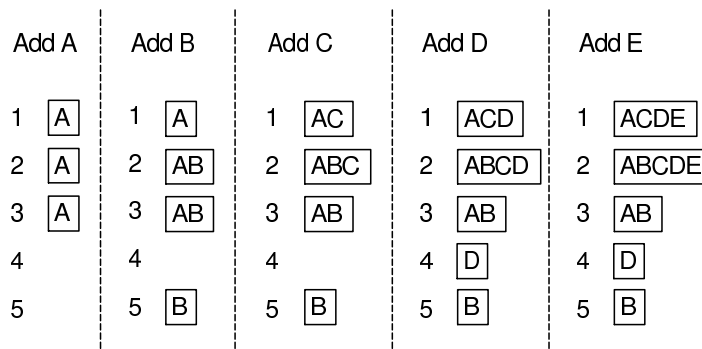 Add A Add B Add C Add D Add E
1 A 1 A 1 AC 1 ACD 1 ACDE
2 A 2 AB 2 ABC 2 ABCD 2 ABCDE
3 A 3 AB 3 AB 3 AB 3 AB
4 4 4 4 D 4 D
5 5 B 5 B 5 B 5 B